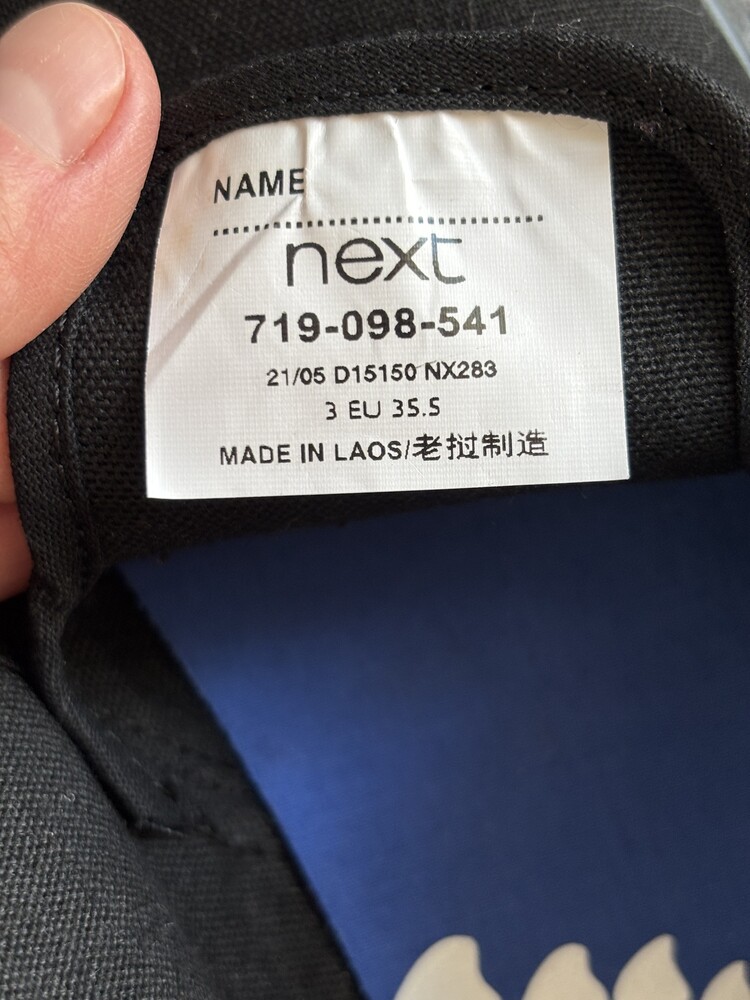 NAME
next
719-098-541
21/05 D15150 NX283
3 EU 35.5
MADE IN LAOS/老挝制造